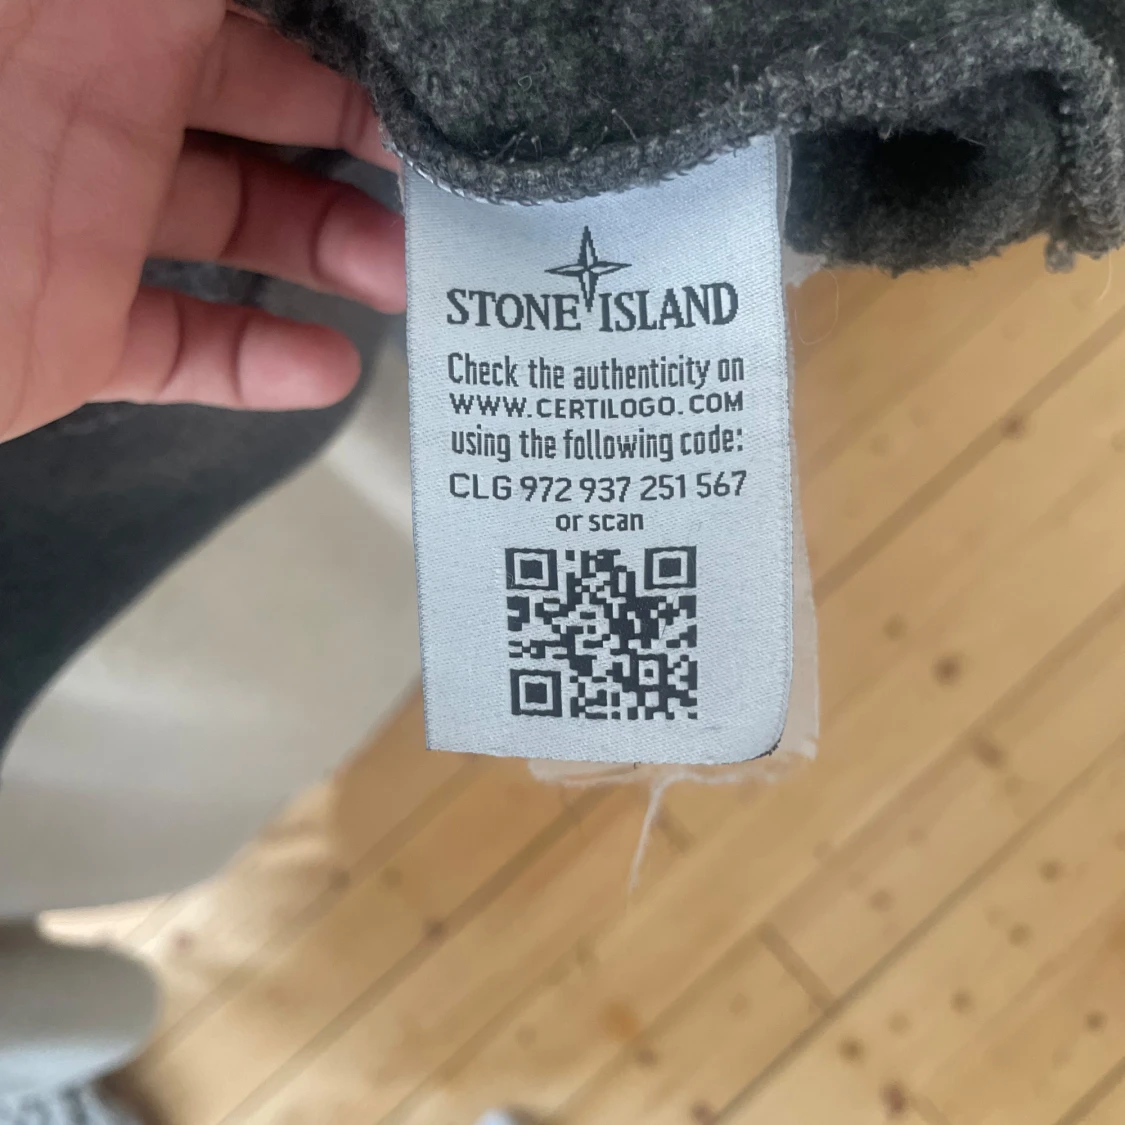 STONE ISLAND
Check the authenticity on
WWW.CERTILOGO.COM
using the following code:
CLG 972 937 251 567
or scan